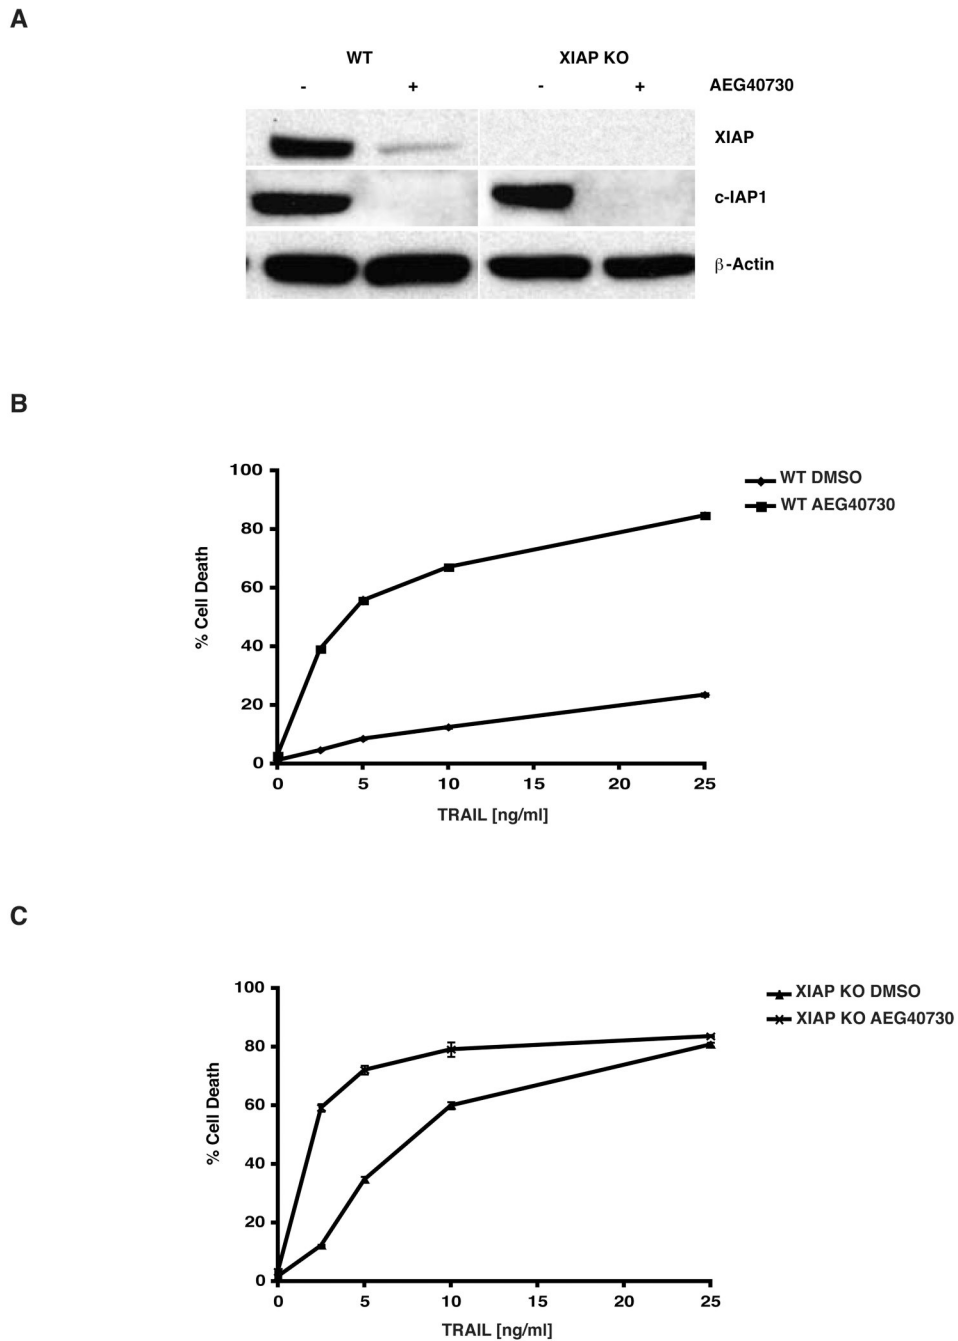 A
WT XIAP KO
- + - + AEG40730
XIAP
c-IAP1
β-Actin
B
100
80
60
40
20
0
0 5 10 15 20 25
% Cell Death
TRAIL [ng/ml]
WT DMSO
WT AEG40730
C
100
80
60
40
20
0
0 5 10 15 20 25
% Cell Death
TRAIL [ng/ml]
XIAP KO DMSO
XIAP KO AEG40730